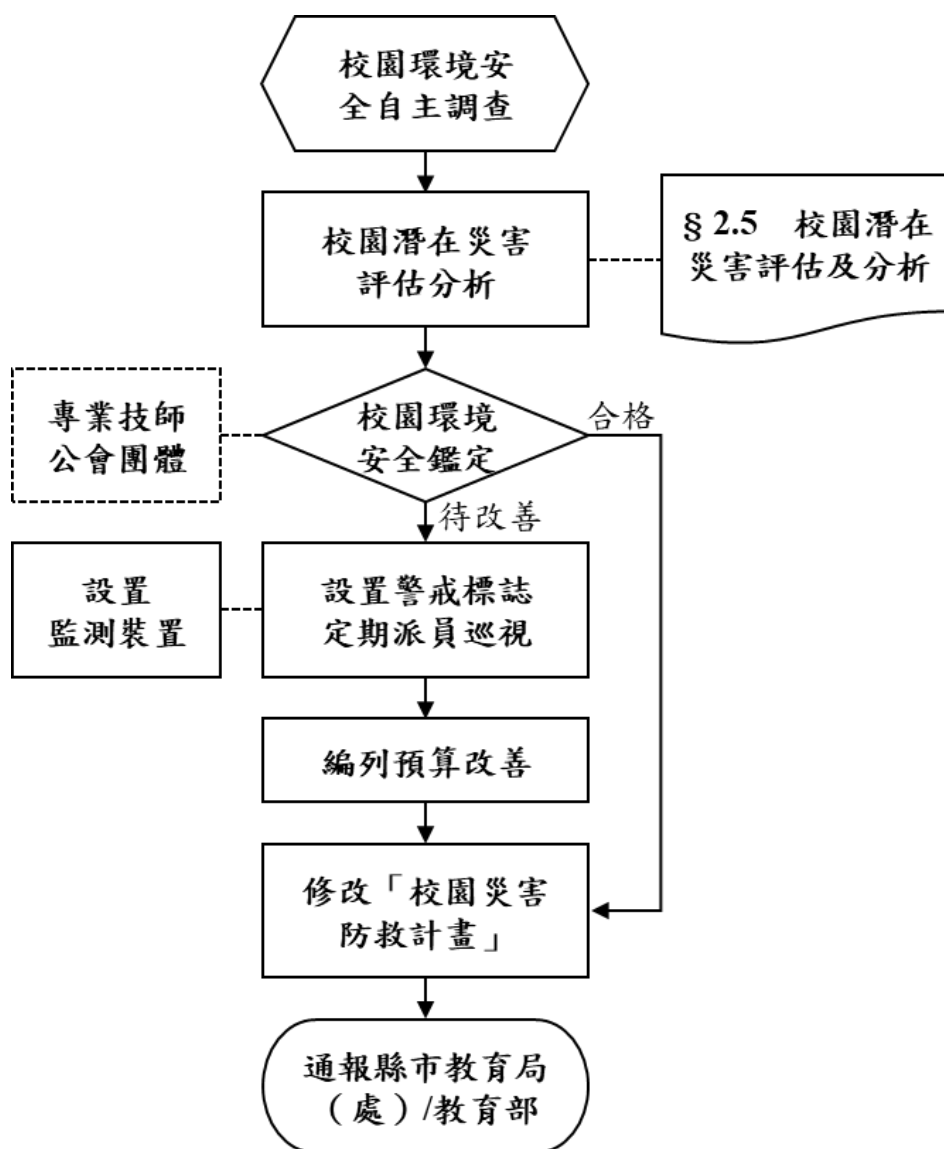 校園環境安
全自主調查
校園潛在災害
評估分析
§ 2.5 校園潛在
災害評估及分析
專業技師
公會團體
校園環境
安全鑑定
合格
待改善
設置
監測裝置
設置警戒標誌
定期派員巡視
編列預算改善
修改「校園災害
防救計畫」
通報縣市教育局
（處）/教育部